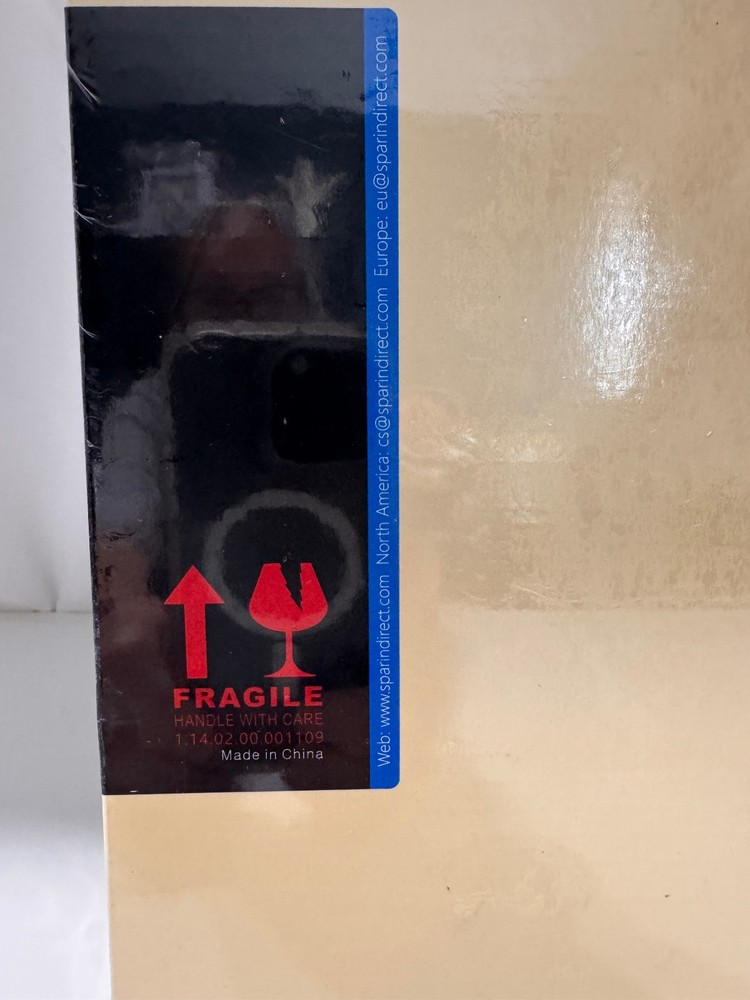 FRAGILE
HANDLE WITH CARE
1.14.02.00.001109
Made in China
Web: www.sparindirect.com North America: cs@sparindirect.com Europe: eu@sparindirect.com